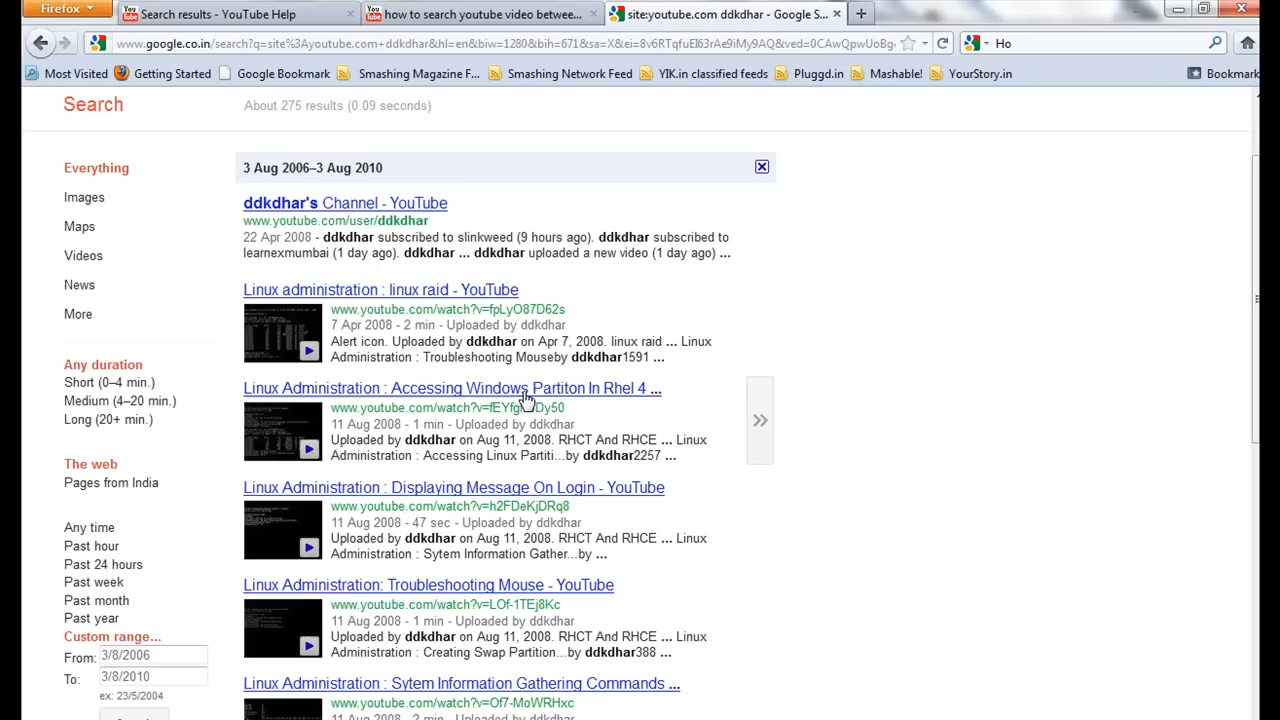 Firefox
Search results - YouTube Help
how to search youtube video betwee...
site:youtube.com ddkdhar - Google S...
www.google.co.in/search?q=site%3Ayoutube.com+ddkdhar&hl=en&biw=1280&bih=671&sa=X&ei=8v6RTqfuEI63rAe9iMy9AQ&ved=0CAwQpwUoBg
Ho
Most Visited
Getting Started
Google Bookmark
Smashing Magazine F...
Smashing Network Feed
YIK.in classified feeds
Pluggd.in
Mashable!
YourStory.in
Bookmark
Search
About 275 results (0.09 seconds)
Everything
Images
Maps
Videos
News
More
Any duration
Short (0–4 min.)
Medium (4–20 min.)
Long (20+ min.)
The web
Pages from India
Any time
Past hour
Past 24 hours
Past week
Past month
Past year
Custom range...
From: 3/8/2006
To: 3/8/2010
ex: 23/5/2004
3 Aug 2006–3 Aug 2010
ddkdhar's Channel - YouTube
www.youtube.com/user/ddkdhar
22 Apr 2008 - ddkdhar subscribed to slinkweed (9 hours ago). ddkdhar subscribed to
learnexmumbai (1 day ago). ddkdhar ... ddkdhar uploaded a new video (1 day ago) ...
Linux administration : linux raid - YouTube
www.youtube.com/watch?v=fpLyO87D62s
7 Apr 2008 - 2 min - Uploaded by ddkdhar
Alert icon. Uploaded by ddkdhar on Apr 7, 2008. linux raid ... Linux
Administration : Troubleshooting Mouseby ddkdhar1591 ...
Linux Administration : Accessing Windows Partiton In Rhel 4 ...
Aug 2008 - Uploaded by ddkdhar
Uploaded by ddkdhar on Aug 11, 2008. RHCT And RHCE ... Linux
Administration : Accessing Linux Parti...by ddkdhar2257 ...
Linux Administration : Displaying Message On Login - YouTube
www.youtube.com/watch?v=h2FDeKjDRq8
11 Aug 2008 - 47 sec - Uploaded by ddkdhar
Uploaded by ddkdhar on Aug 11, 2008. RHCT And RHCE ... Linux
Administration : Sytem Information Gather...by ...
Linux Administration: Troubleshooting Mouse - YouTube
www.youtube.com/watch?v=LOFr1TEj8Kc
Aug 2008 - Uploaded by ddkdhar
Uploaded by ddkdhar on Aug 11, 2008. RHCT And RHCE ... Linux
Administration : Creating Swap Partition...by ddkdhar388 ...
Linux Administration : Sytem Information Gathering Commands ...
www.youtube.com/watch?v=Of7MoWRHxc